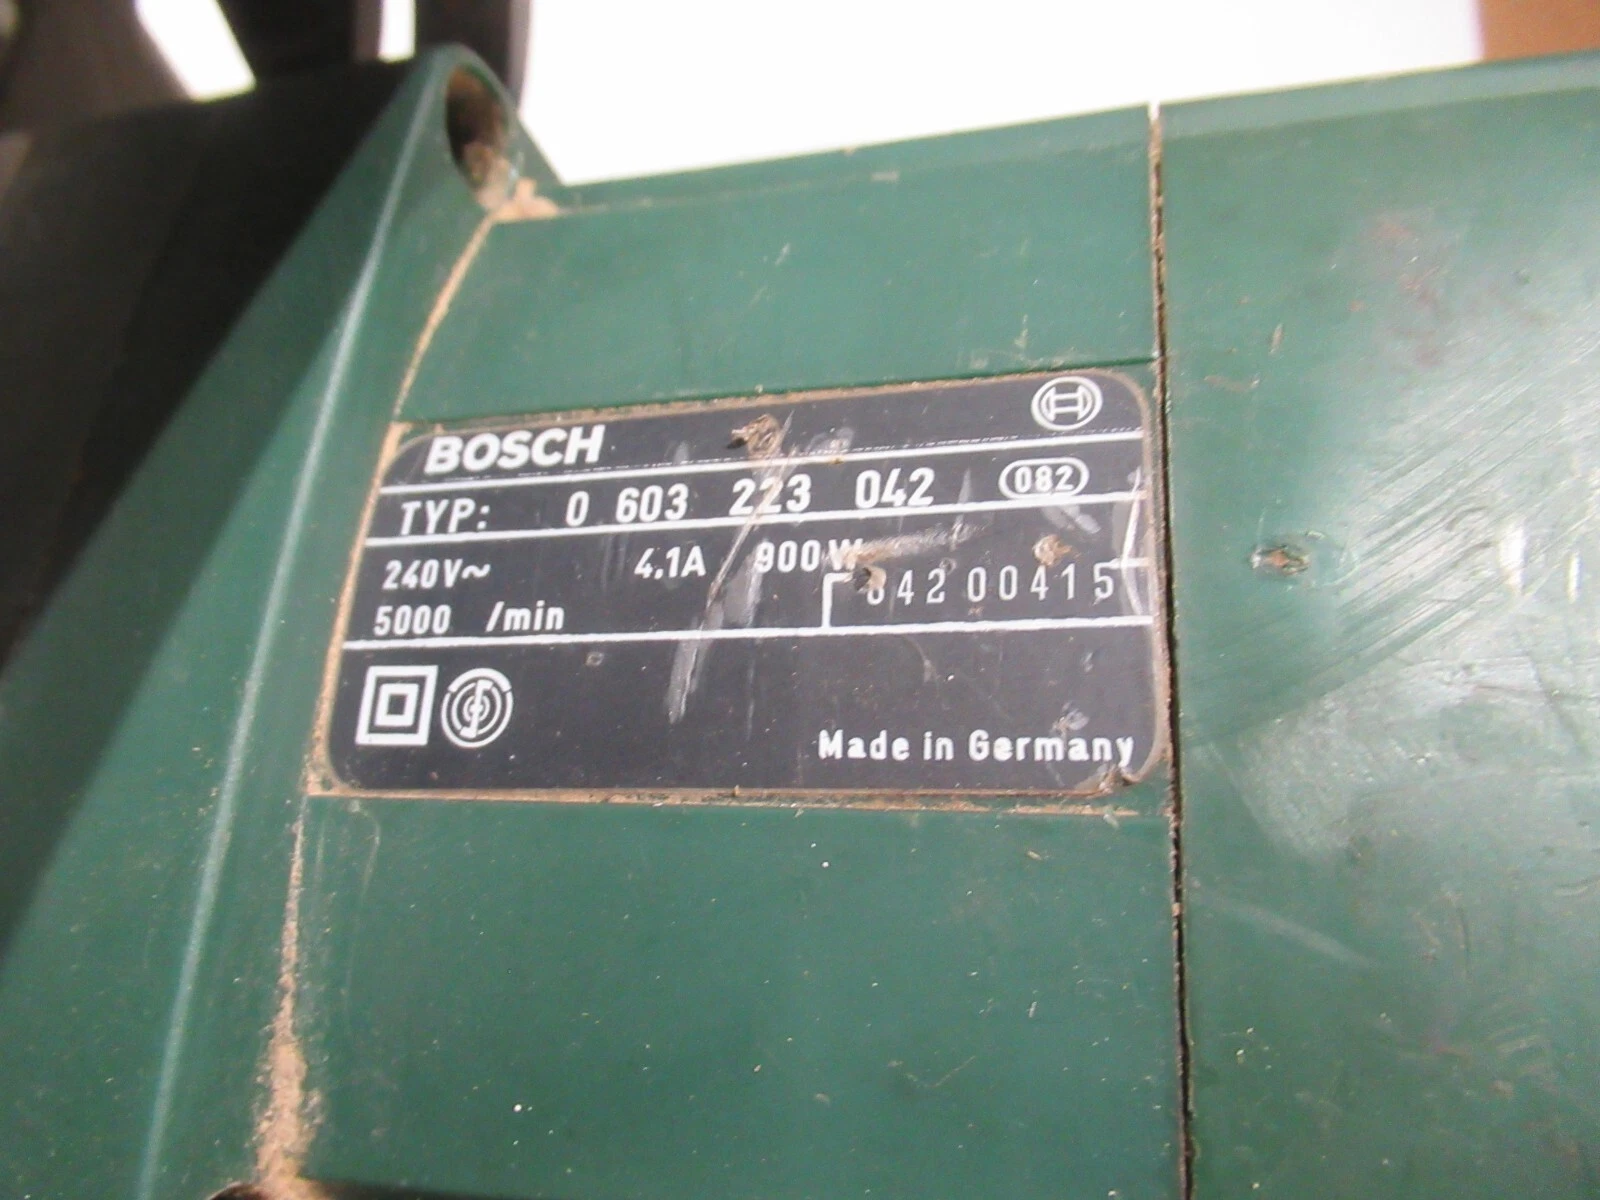 BOSCH
TYP: 0 603 223 042 082
240V~ 4,1A 900W
5000 /min 84200415
Made in Germany